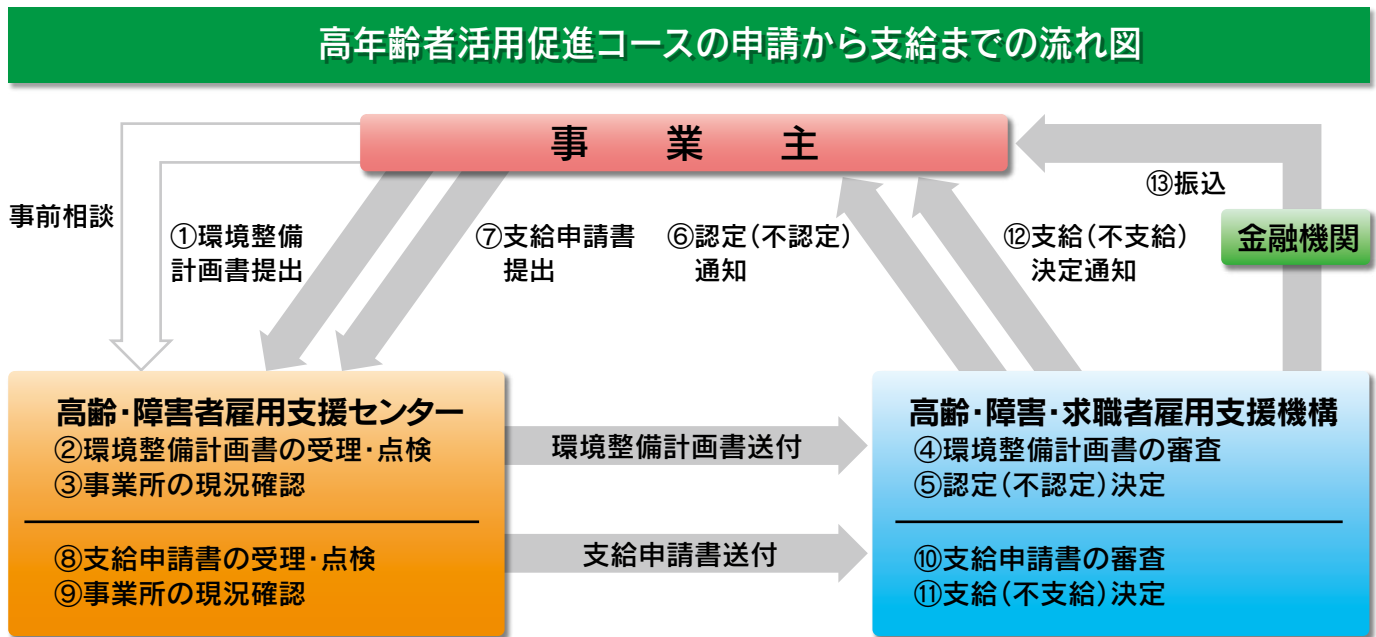 高年齢者活用促進コースの申請から支給までの流れ図
事業主
事前相談
①環境整備
計画書提出
⑦支給申請書
提出
⑥認定(不認定)
通知
⑫支給(不支給)
決定通知
⑬振込
金融機関
高齢・障害者雇用支援センター
②環境整備計画書の受理・点検
③事業所の現況確認
⑧支給申請書の受理・点検
⑨事業所の現況確認
環境整備計画書送付
支給申請書送付
高齢・障害・求職者雇用支援機構
④環境整備計画書の審査
⑤認定(不認定)決定
⑩支給申請書の審査
⑪支給(不支給)決定